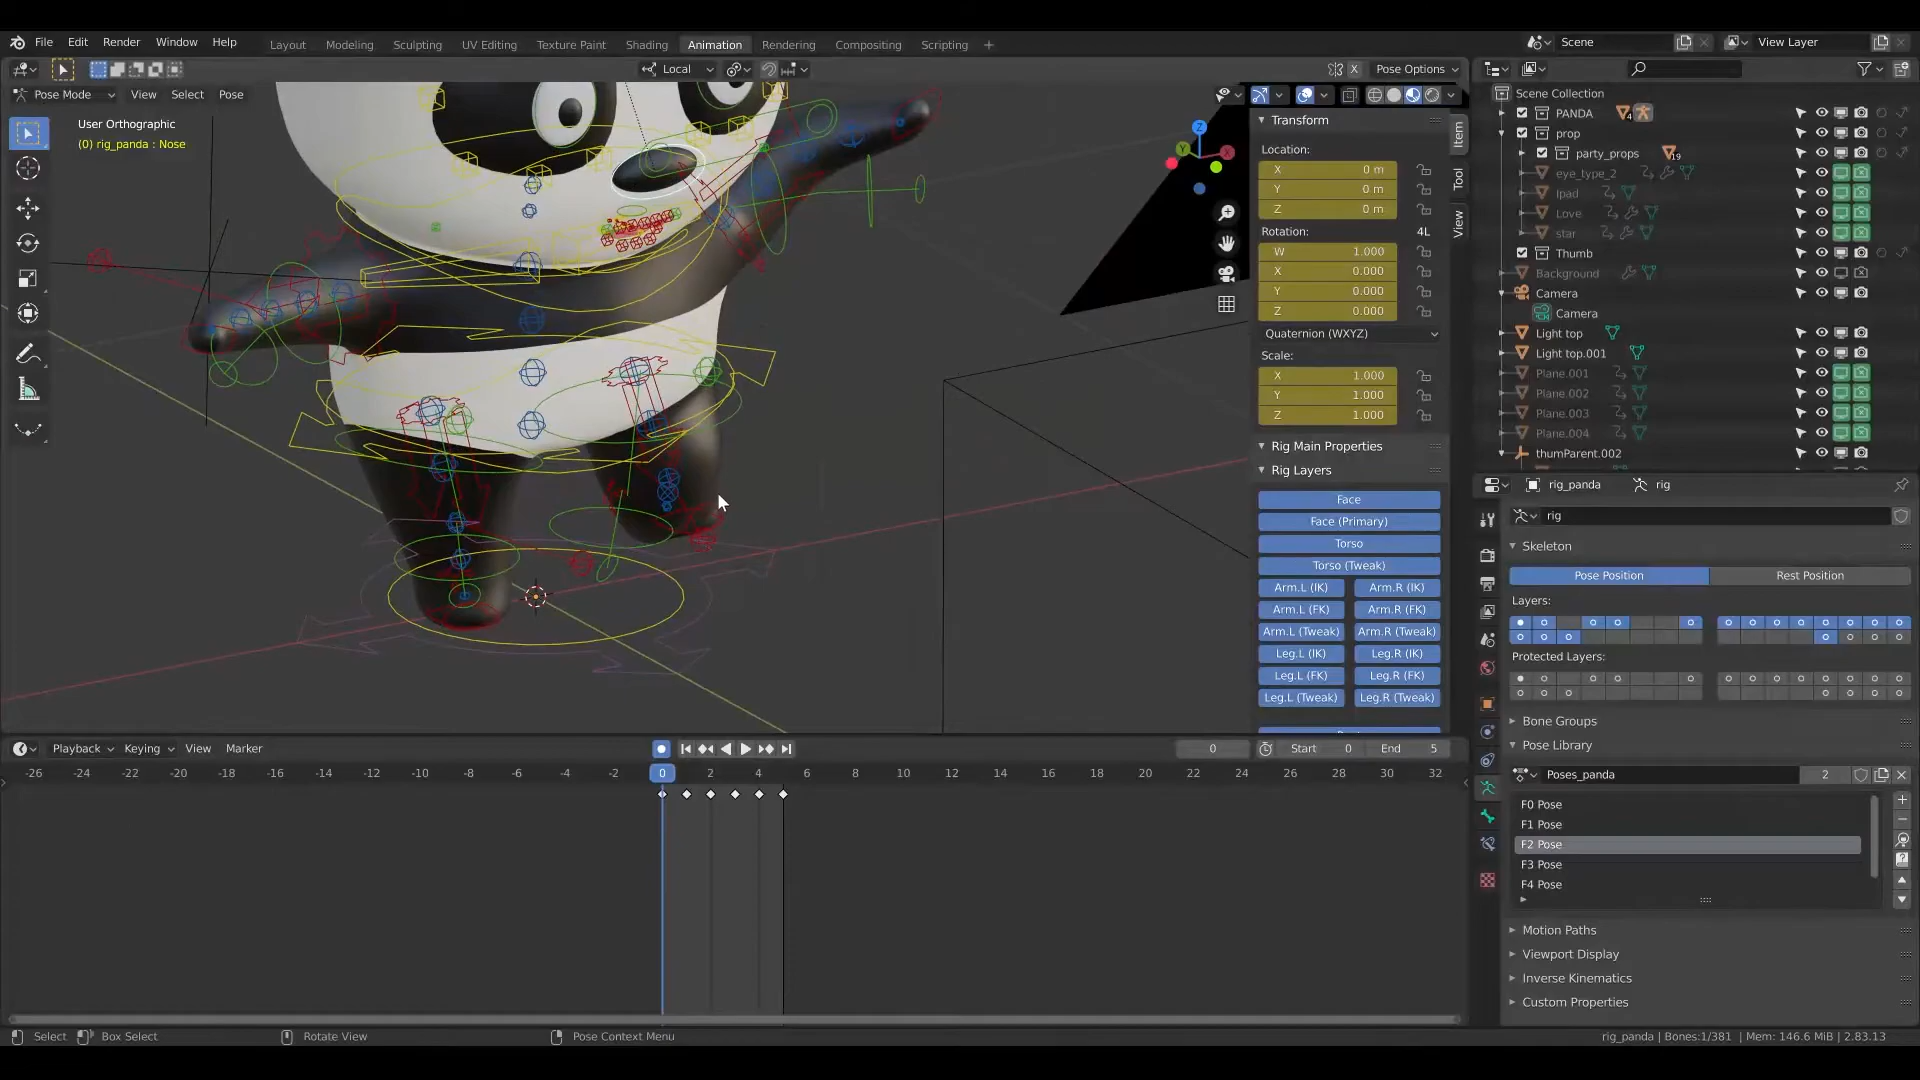 File Edit Render Window Help
Layout Modeling Sculpting UV Editing Texture Paint Shading Animation Rendering Compositing Scripting +
Scene
View Layer
Local
X
Pose Options
Pose Mode View Select Pose
User Orthographic
(0) rig_panda : Nose
Z
Y
X
Item
Tool
View
Transform
Location:
X 0 m
Y 0 m
Z 0 m
Rotation: 4L
W 1.000
X 0.000
Y 0.000
Z 0.000
Quaternion (WXYZ)
Scale:
X 1.000
Y 1.000
Z 1.000
Rig Main Properties
Rig Layers
Face
Face (Primary)
Torso
Torso (Tweak)
Arm.L (IK) Arm.R (IK)
Arm.L (FK) Arm.R (FK)
Arm.L (Tweak) Arm.R (Tweak)
Leg.L (IK) Leg.R (IK)
Leg.L (FK) Leg.R (FK)
Leg.L (Tweak) Leg.R (Tweak)
Scene Collection
PANDA 4
prop
party_props 19
eye_type_2
Ipad
Love
star
Thumb
Background
Camera
Camera
Light top
Light top.001
Plane.001
Plane.002
Plane.003
Plane.004
thumParent.002
rig_panda rig
rig
Skeleton
Pose Position Rest Position
Layers:
Protected Layers:
Bone Groups
Pose Library
Poses_panda 2
F0 Pose
F1 Pose
F2 Pose
F3 Pose
F4 Pose
Motion Paths
Viewport Display
Inverse Kinematics
Custom Properties
Playback Keying View Marker
0 Start 0 End 5
-26 -24 -22 -20 -18 -16 -14 -12 -10 -8 -6 -4 -2 0 2 4 6 8 10 12 14 16 18 20 22 24 26 28 30 32
Select Box Select Rotate View Pose Context Menu
rig_panda | Bones:1/381 | Mem: 146.6 MiB | 2.83.13